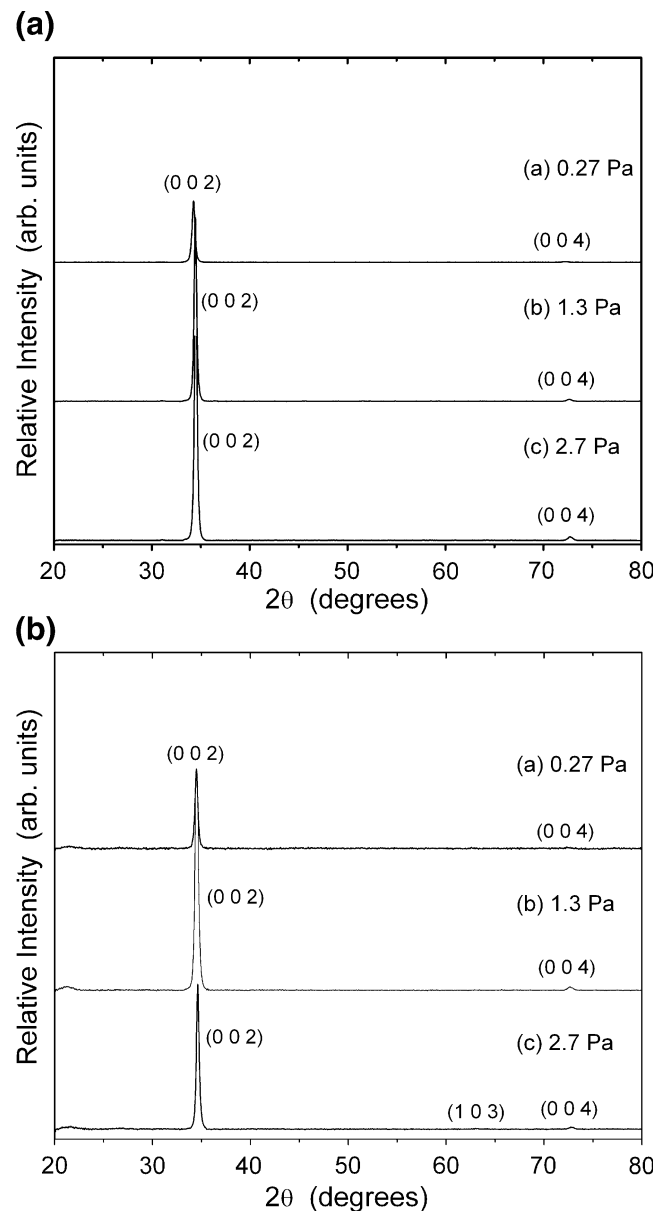 (a)
Relative Intensity (arb. units)
(0 0 2)
(a) 0.27 Pa
(0 0 4)
(0 0 2)
(b) 1.3 Pa
(0 0 4)
(0 0 2)
(c) 2.7 Pa
(0 0 4)
20 30 40 50 60 70 80
2θ (degrees)
(b)
Relative Intensity (arb. units)
(0 0 2)
(a) 0.27 Pa
(0 0 4)
(0 0 2)
(b) 1.3 Pa
(0 0 4)
(0 0 2)
(c) 2.7 Pa
(1 0 3) (0 0 4)
20 30 40 50 60 70 80
2θ (degrees)